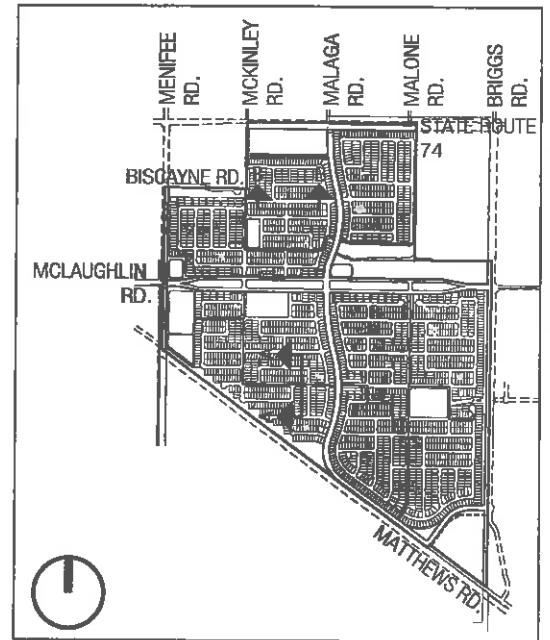 MENIFEE
RD.
MCKINLEY
RD.
MALAGA
RD.
MALONE
RD.
BRIGGS
RD.
STATE ROUTE
74
BISCAYNE RD.
MCLAUGHLIN
RD.
MATTHEWS RD.